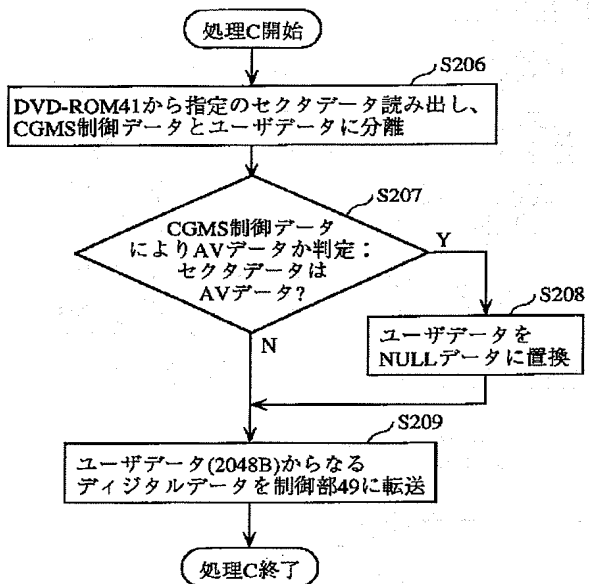 処理C開始
S206
DVD-ROM41から指定のセクタデータ読み出し、
CGMS制御データとユーザデータに分離
S207
CGMS制御データ
によりAVデータか判定：
セクタデータは
AVデータ?
Y
N
S208
ユーザデータを
NULLデータに置換
S209
ユーザデータ(2048B)からなる
ディジタルデータを制御部49に転送
処理C終了